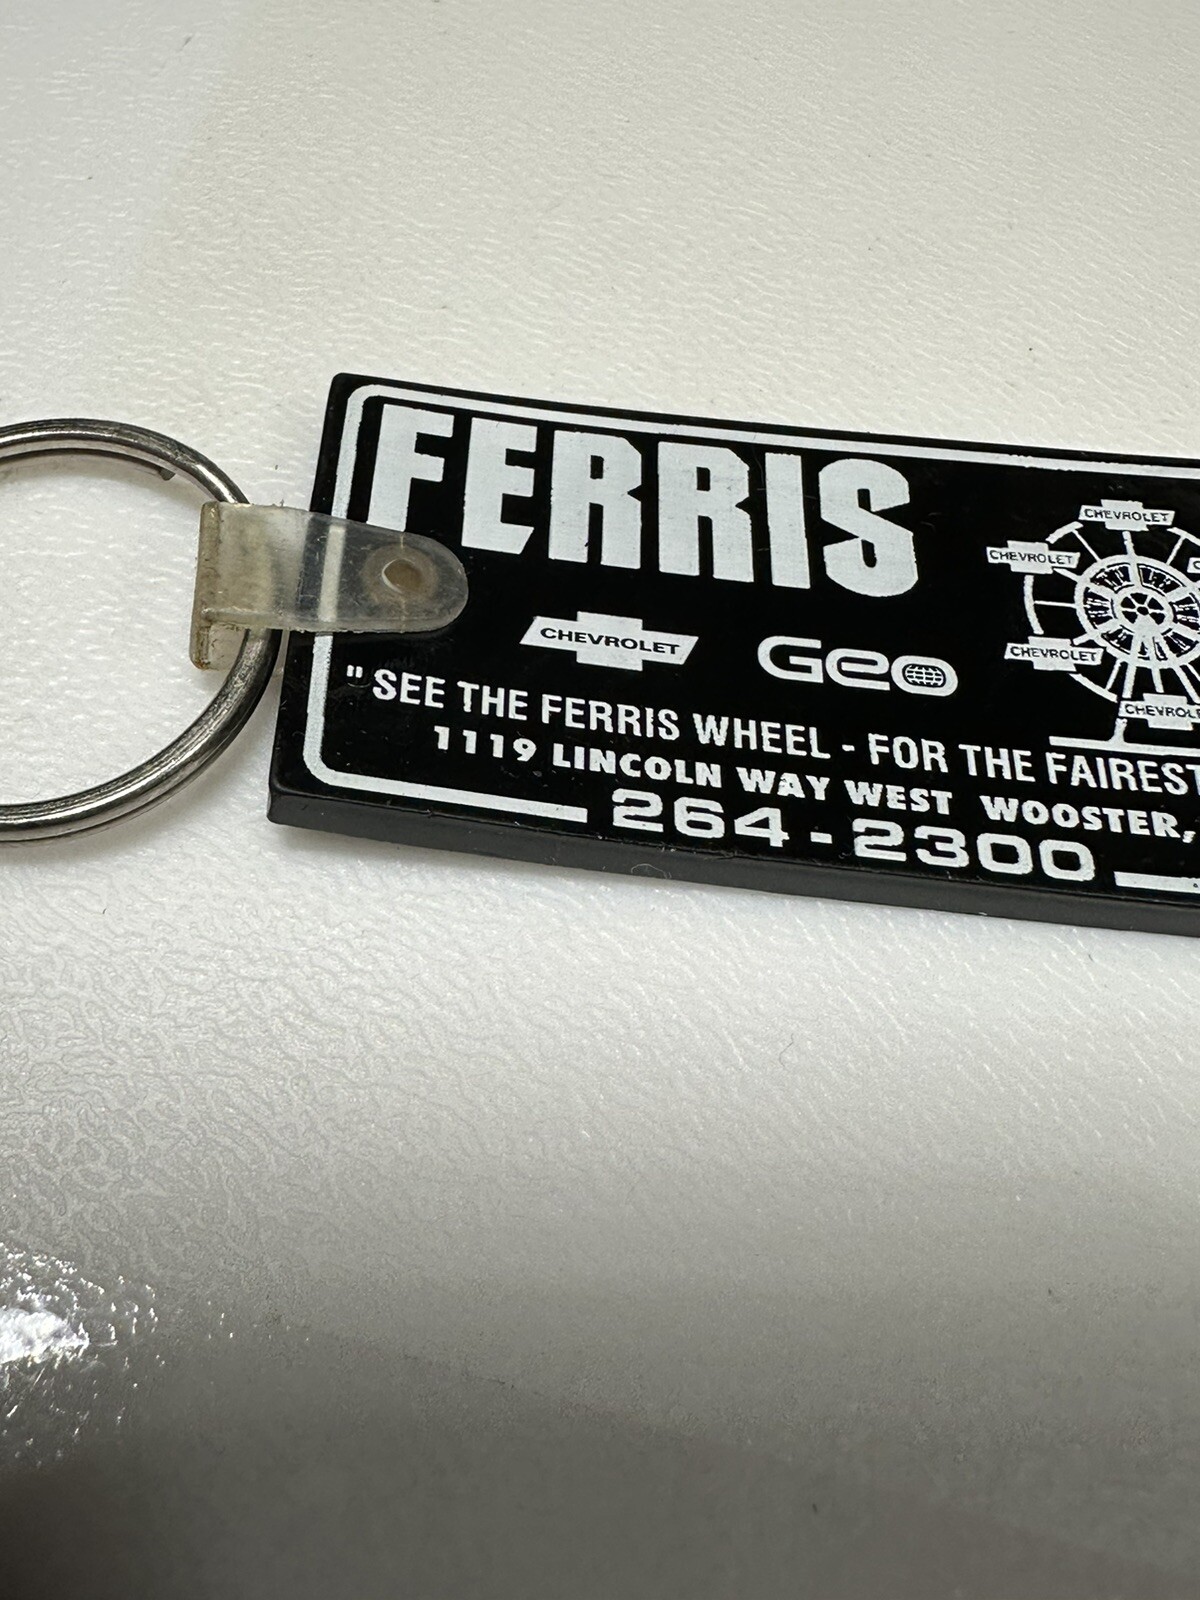 FERRIS
CHEVROLET
CHEVROLET
CHEVROLET
CHEVROLET
CHEVROLET Geo
" SEE THE FERRIS WHEEL - FOR THE FAIREST
1119 LINCOLN WAY WEST WOOSTER,
264-2300